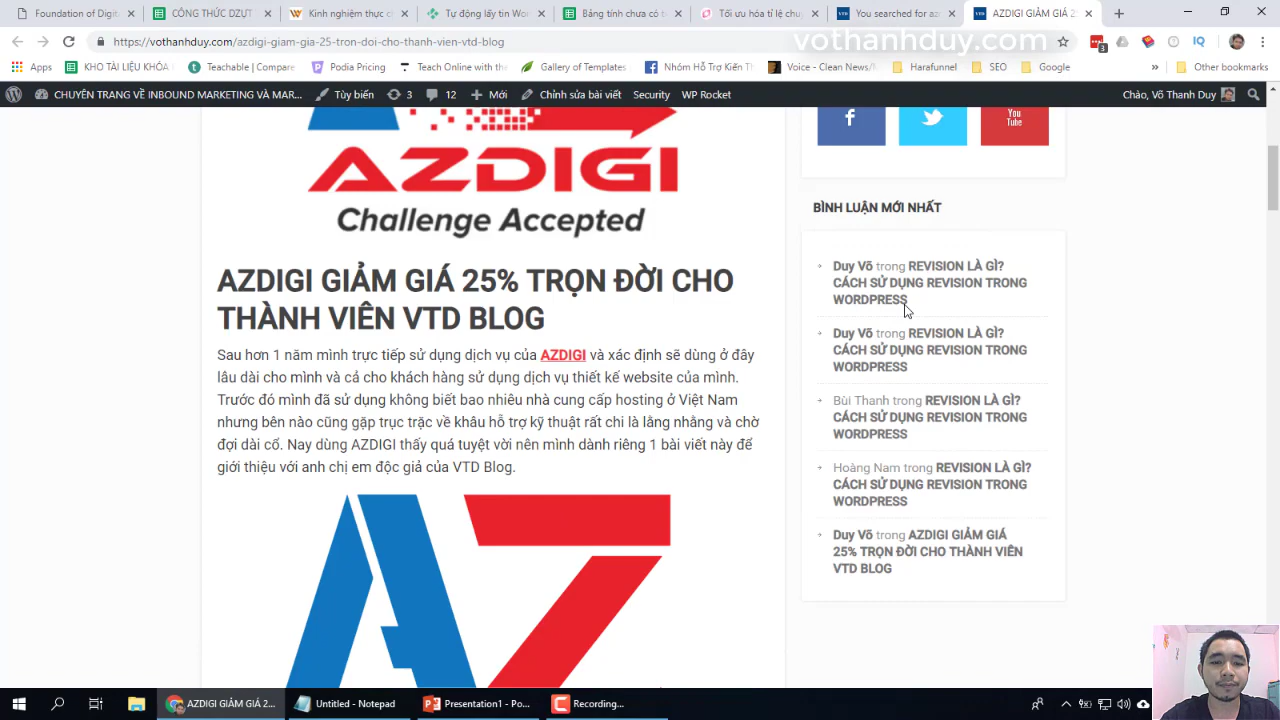 Foundation of Digital
CÔNG THỨC DZỰT
Kinh nghiệm thực chi
Tự động lấy tin Wor
Bảng tính chưa có t
Tối ưu hóa tỉ lệ chuy
You searched for az
AZDIGI GIẢM GIÁ 25
https://vothanhduy.com/azdigi-giam-gia-25-tron-doi-cho-thanh-vien-vtd-blog
vothanhduy.com
3
IQ
Apps
KHO TÀI LIỆU KHÓA
Teachable | Compare
Podia Pricing
Teach Online with the
Gallery of Templates
Nhóm Hỗ Trợ Kiến Th
Voice - Clean News/
Harafunnel
SEO
Google
»
Other bookmarks
CHUYÊN TRANG VỀ INBOUND MARKETING VÀ MAR...
Tùy biến
3
12
Mới
Chỉnh sửa bài viết
Security
WP Rocket
Chào, Võ Thanh Duy
AZDIGI
Challenge Accepted
AZDIGI GIẢM GIÁ 25% TRỌN ĐỜI CHO
THÀNH VIÊN VTD BLOG
Sau hơn 1 năm mình trực tiếp sử dụng dịch vụ của AZDIGI và xác định sẽ dùng ở đây
lâu dài cho mình và cả cho khách hàng sử dụng dịch vụ thiết kế website của mình.
Trước đó mình đã sử dụng không biết bao nhiêu nhà cung cấp hosting ở Việt Nam
nhưng bên nào cũng gặp trục trặc về khâu hỗ trợ kỹ thuật rất chi là lằng nhằng và chờ
đợi dài cổ. Nay dùng AZDIGI thấy quá tuyệt vời nên mình dành riêng 1 bài viết này để
giới thiệu với anh chị em độc giả của VTD Blog.
AZ
You
Tube
BÌNH LUẬN MỚI NHẤT
Duy Võ trong REVISION LÀ GÌ?
CÁCH SỬ DỤNG REVISION TRONG
WORDPRESS
Duy Võ trong REVISION LÀ GÌ?
CÁCH SỬ DỤNG REVISION TRONG
WORDPRESS
Bùi Thanh trong REVISION LÀ GÌ?
CÁCH SỬ DỤNG REVISION TRONG
WORDPRESS
Hoàng Nam trong REVISION LÀ GÌ?
CÁCH SỬ DỤNG REVISION TRONG
WORDPRESS
Duy Võ trong AZDIGI GIẢM GIÁ
25% TRỌN ĐỜI CHO THÀNH VIÊN
VTD BLOG
AZDIGI GIẢM GIÁ 2...
Untitled - Notepad
Presentation1 - Po...
Recording...